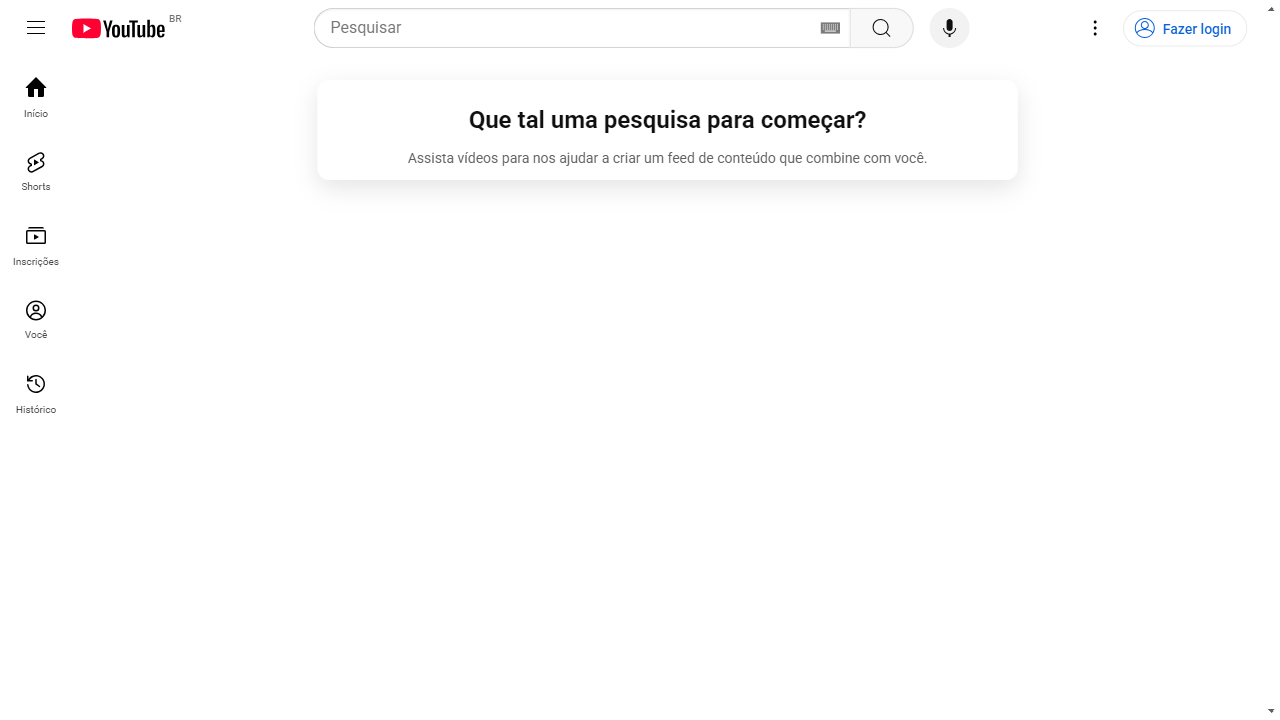 YouTube BR
Pesquisar
Fazer login
Início
Shorts
Inscrições
Você
Histórico
Que tal uma pesquisa para começar?
Assista vídeos para nos ajudar a criar um feed de conteúdo que combine com você.